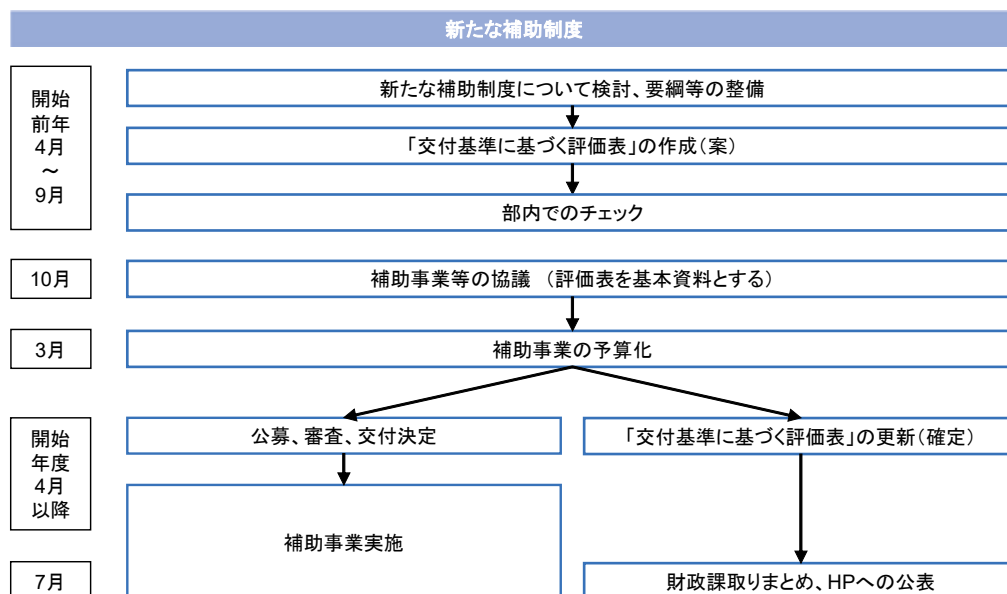 新たな補助制度
開始
前年
4月
～
9月
新たな補助制度について検討、要綱等の整備
「交付基準に基づく評価表」の作成（案）
部内でのチェック
10月
補助事業等の協議　（評価表を基本資料とする）
3月
補助事業の予算化
開始
年度
4月
以降
公募、審査、交付決定
「交付基準に基づく評価表」の更新（確定）
補助事業実施
7月
財政課取りまとめ、HPへの公表